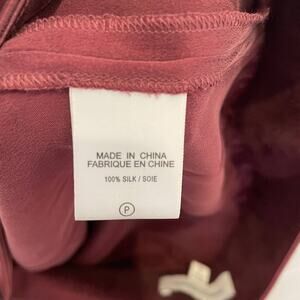 MADE IN CHINA
FABRIQUE EN CHINE
100% SILK / SOIE
P